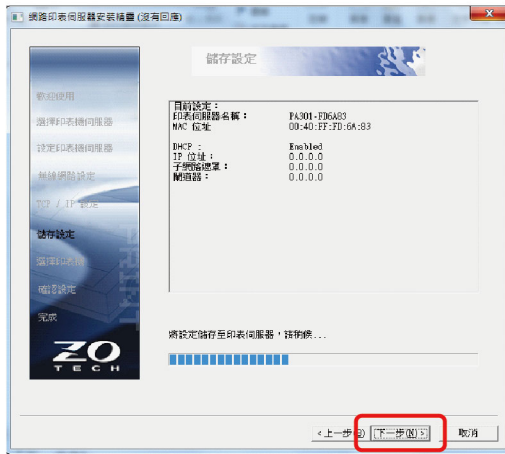 網路印表伺服器安裝精靈 (沒有回應)
儲存設定
歡迎使用
選擇印表機伺服器
設定印表機伺服器
無線網路設定
TCP / IP 設定
儲存設定
選擇印表機
確認設定
完成
ZO
TECH
目前設定：
印表伺服器名稱： PA301-FD6A83
MAC 位址 00:40:FF:FD:6A:83
DHCP : Enabled
IP 位址： 0.0.0.0
子網路遮罩： 0.0.0.0
閘道器： 0.0.0.0
將設定儲存至印表伺服器，請稍候...
<上一步(B) 下一步(N)> 取消